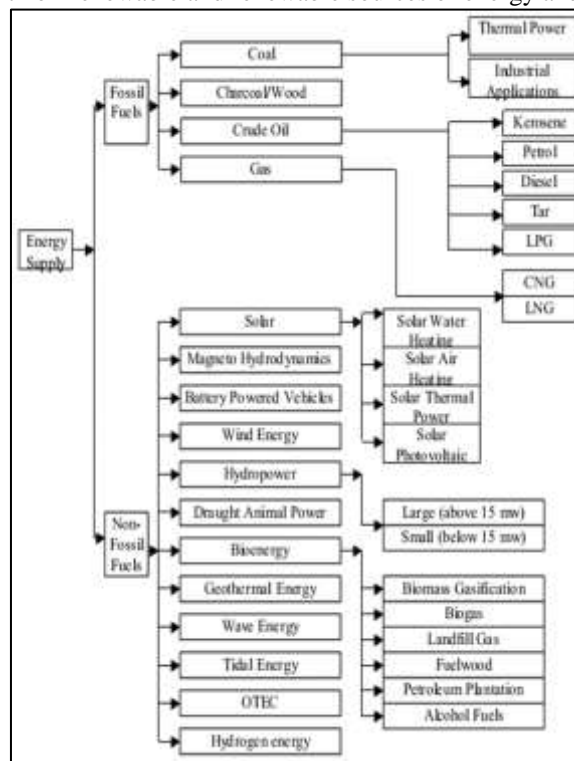 Coal
Thermal Power
Industrial
Applications
Fossil
Fuels
Charcoal/Wood
Crude Oil
Kerosene
Petrol
Diesel
Tar
LPG
Gas
CNG
LNG
Energy
Supply
Solar
Solar Water
Heating
Solar Air
Heating
Solar Thermal
Power
Solar
Photovoltaic
Magneto Hydrodynamics
Battery Powered Vehicles
Wind Energy
Hydropower
Large (above 15 mw)
Small (below 15 mw)
Draught Animal Power
Non-
Fossil
Fuels
Bioenergy
Biomass Gasification
Biogas
Landfill Gas
Fuelwood
Petroleum Plantation
Alcohol Fuels
Geothermal Energy
Wave Energy
Tidal Energy
OTEC
Hydrogen energy